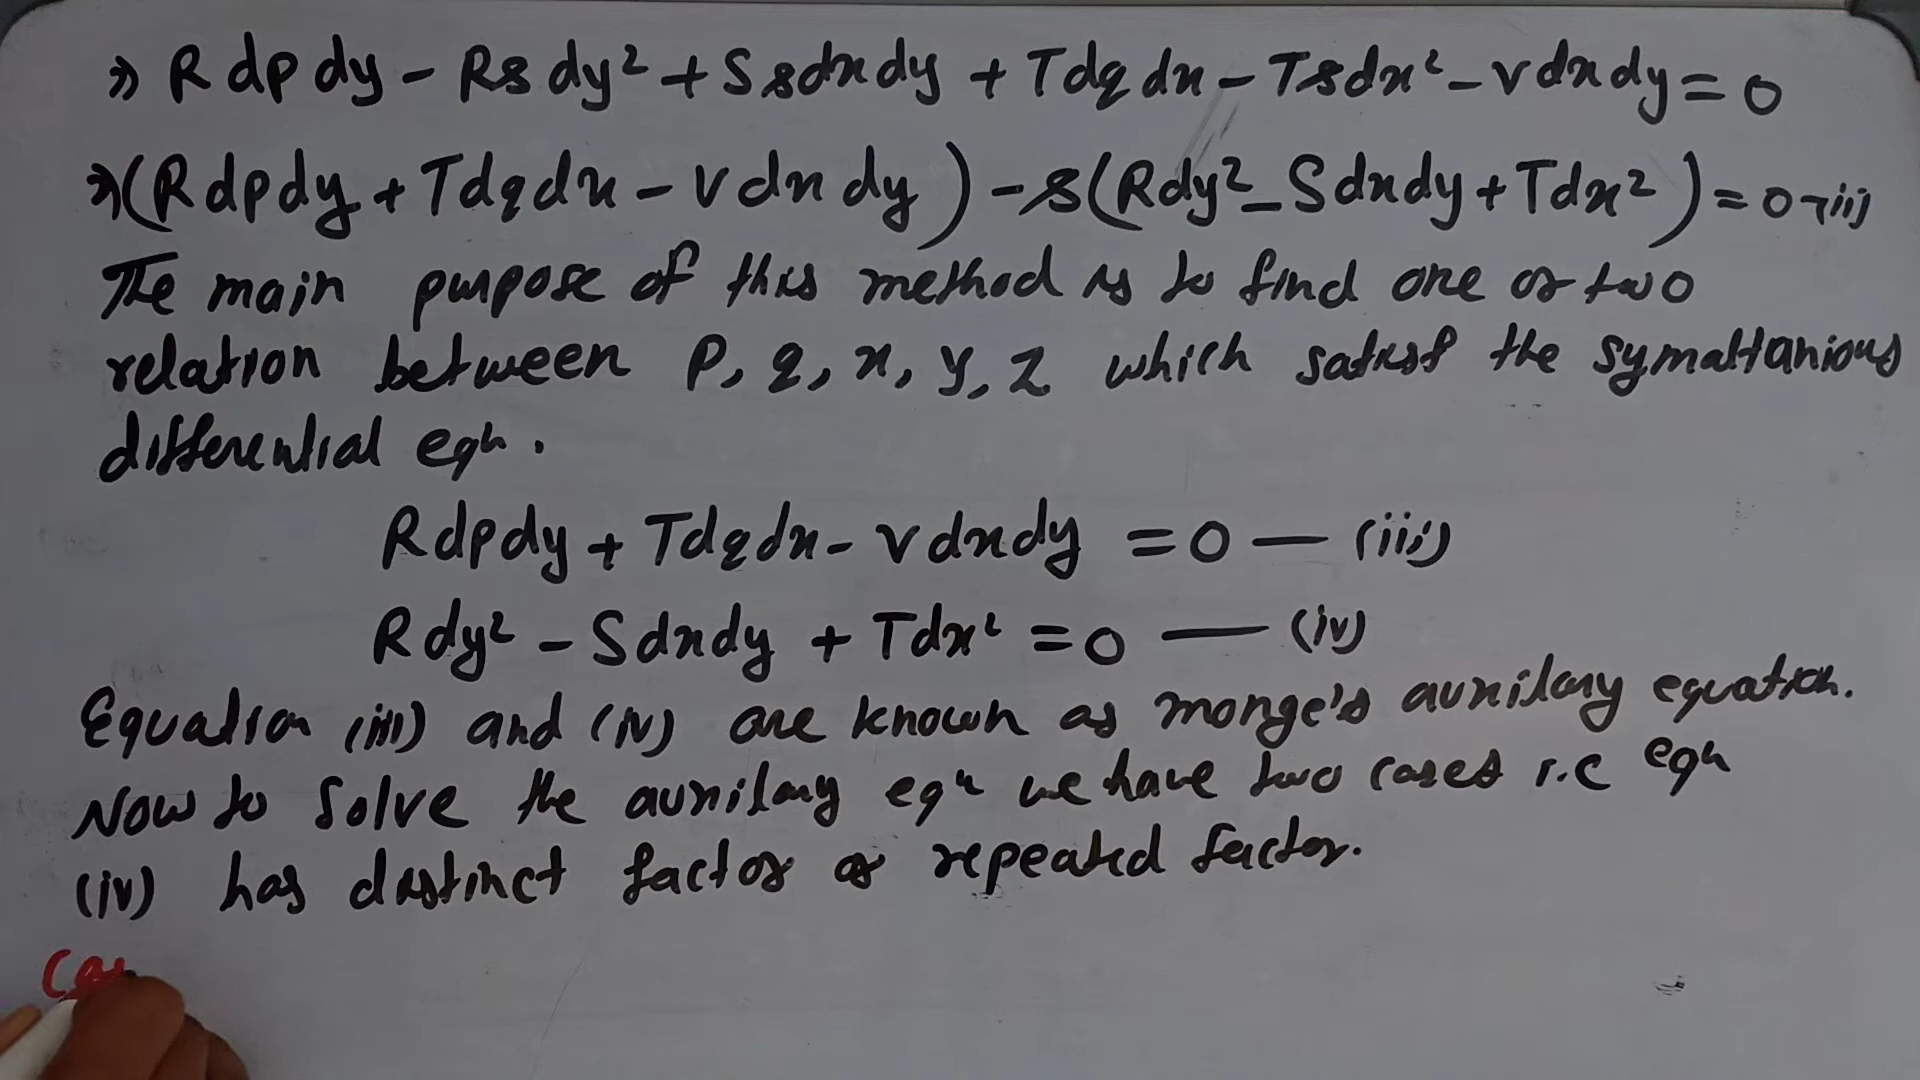 ⇒ R dp dy - Rs dy² + S s dx dy + T dq dx - T s dx² - v dx dy = 0
⇒ (R dp dy + T dq dx - v dx dy) - s(R dy² - S dx dy + T dx²) = 0 -(ii)
The main purpose of this method is to find one or two
relation between P, q, x, y, z which satisf the symaltanious
differential eqn.
R dp dy + T dq dx - v dx dy = 0 — (iii)
R dy² - S dx dy + T dx² = 0 — (iv)
Equation (iii) and (iv) are known as monge's auxilary equation.
Now to solve the auxilary eqn we have two cases i.e eqn
(iv) has distinct factor or repeated factor.
Cas